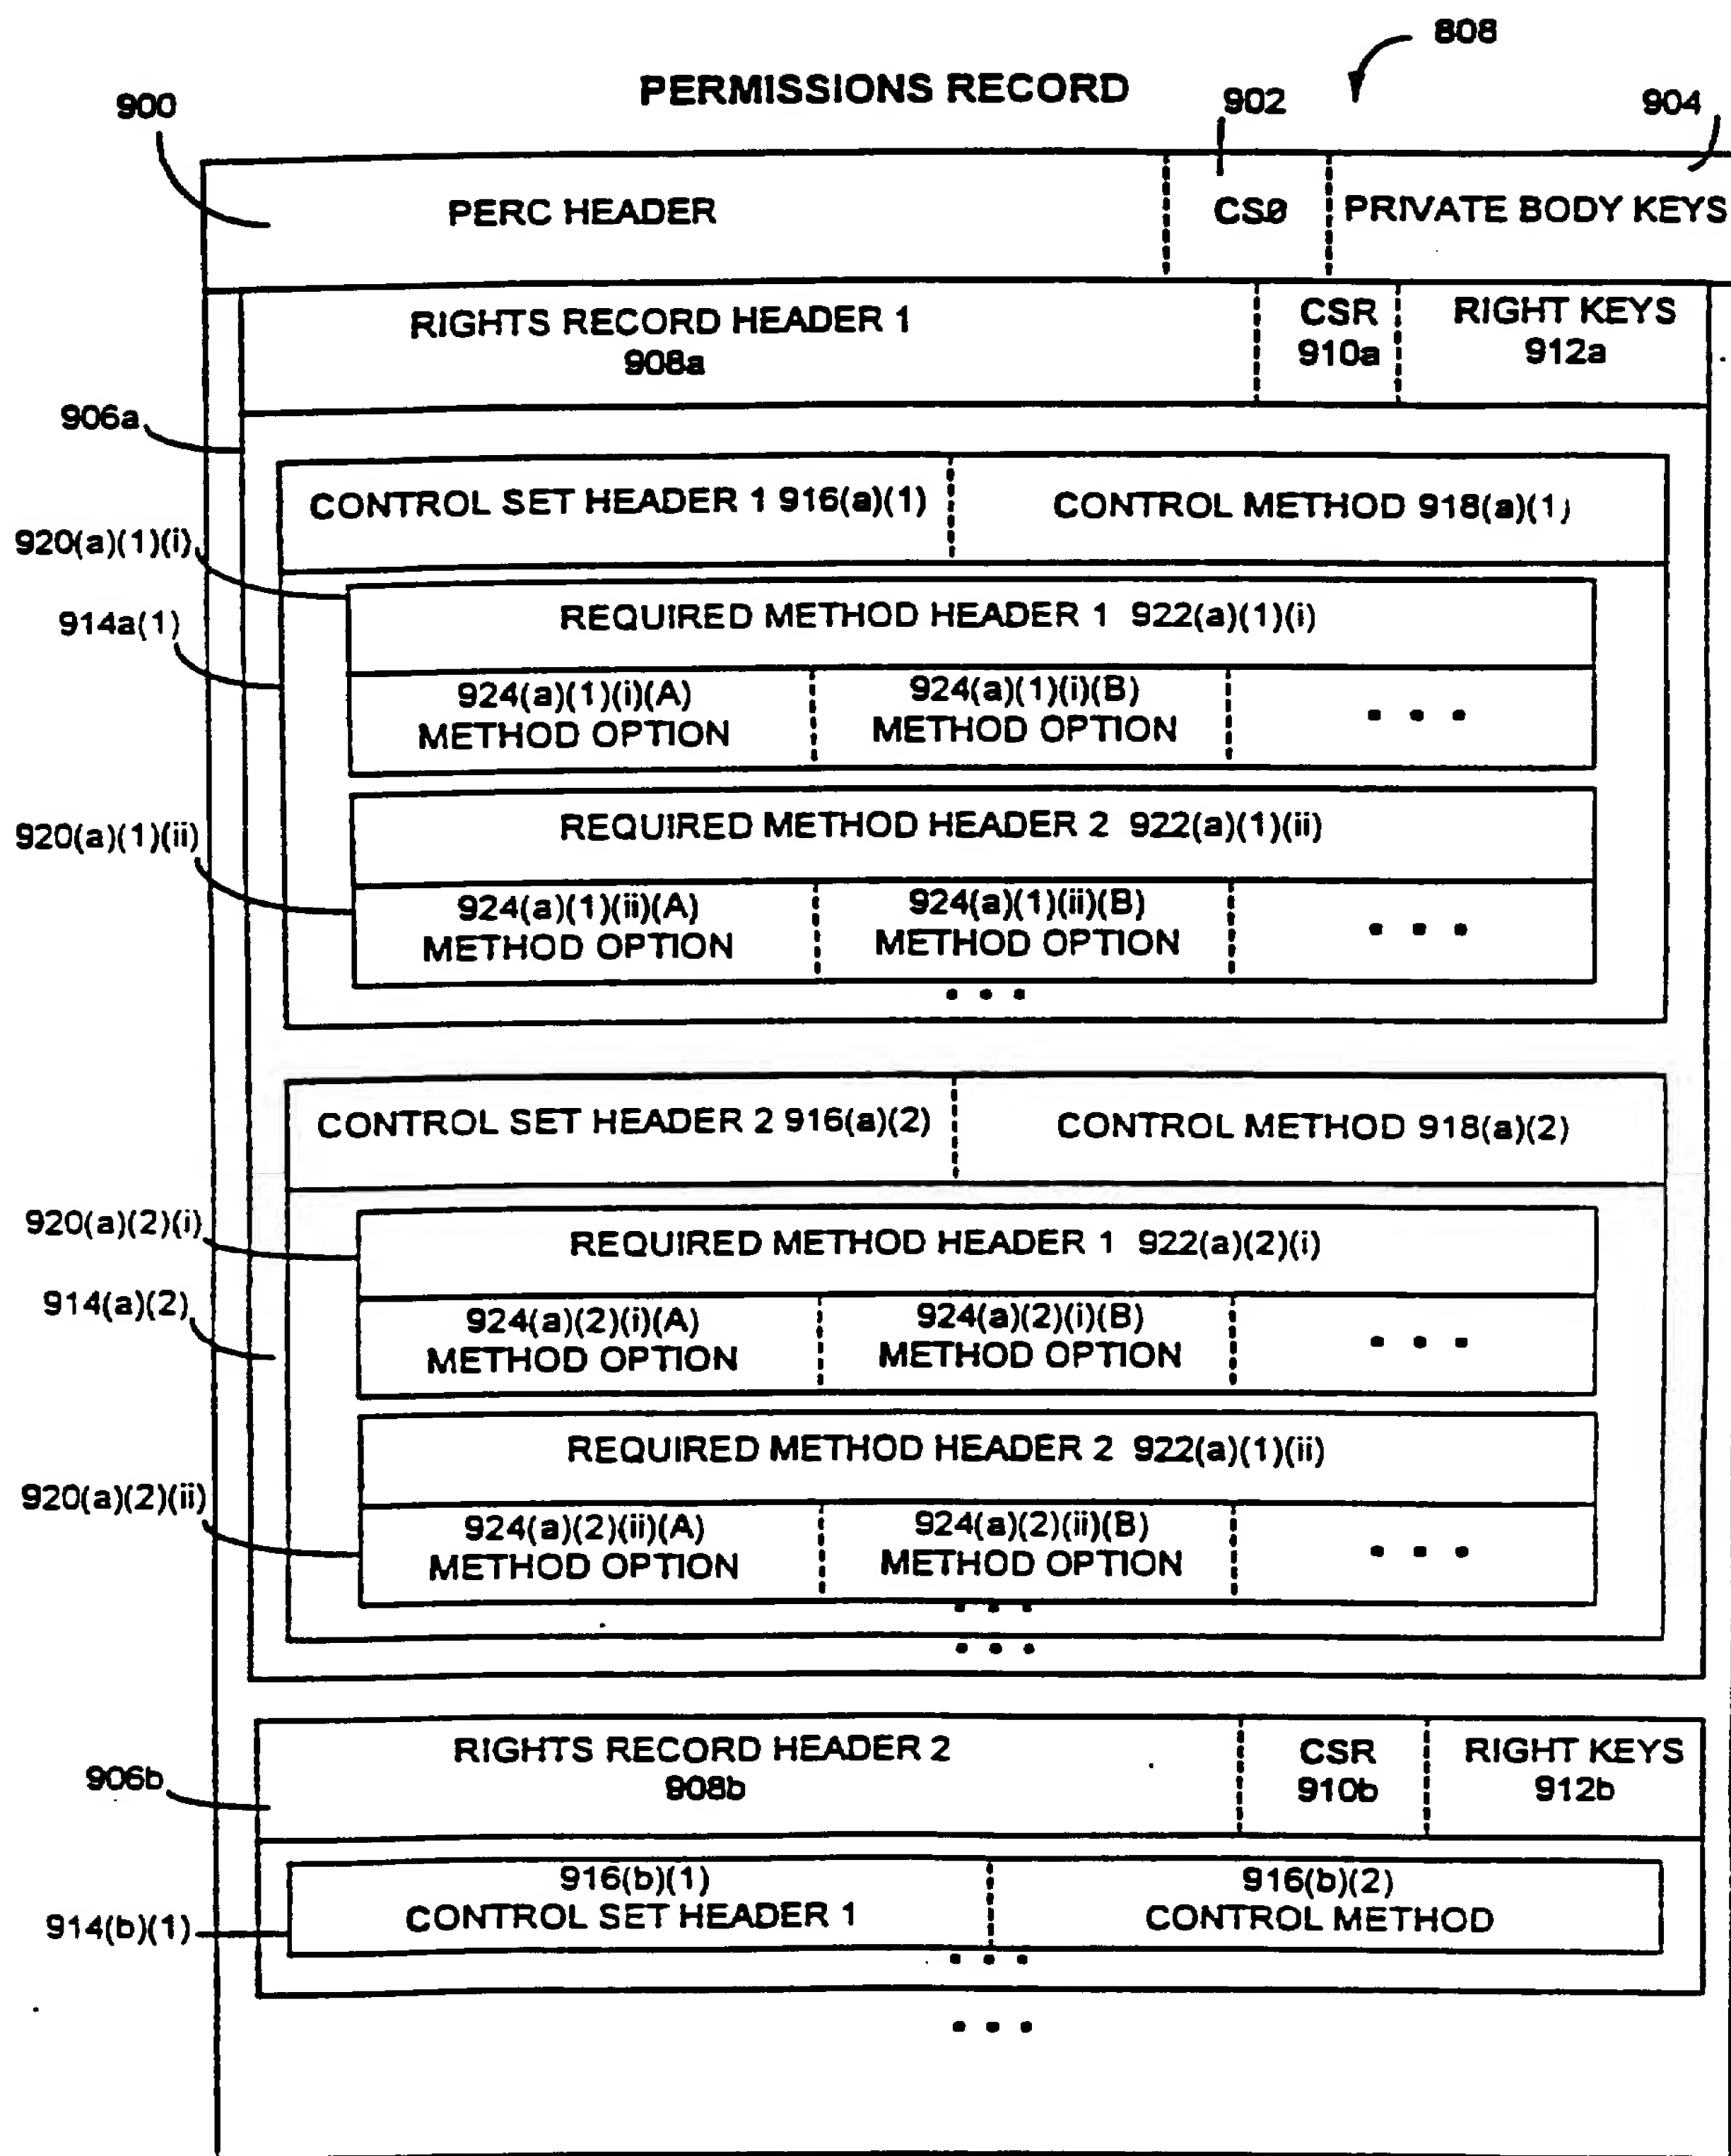 808
PERMISSIONS RECORD
900
902
904
PERC HEADER
CS0
PRIVATE BODY KEYS
RIGHTS RECORD HEADER 1
908a
CSR
910a
RIGHT KEYS
912a
906a
CONTROL SET HEADER 1 916(a)(1)
CONTROL METHOD 918(a)(1)
920(a)(1)(i)
REQUIRED METHOD HEADER 1 922(a)(1)(i)
914a(1)
924(a)(1)(i)(A)
METHOD OPTION
924(a)(1)(i)(B)
METHOD OPTION
• • •
920(a)(1)(ii)
REQUIRED METHOD HEADER 2 922(a)(1)(ii)
924(a)(1)(ii)(A)
METHOD OPTION
924(a)(1)(ii)(B)
METHOD OPTION
• • •
• • •
CONTROL SET HEADER 2 916(a)(2)
CONTROL METHOD 918(a)(2)
920(a)(2)(i)
REQUIRED METHOD HEADER 1 922(a)(2)(i)
914(a)(2)
924(a)(2)(i)(A)
METHOD OPTION
924(a)(2)(i)(B)
METHOD OPTION
• • •
REQUIRED METHOD HEADER 2 922(a)(1)(ii)
920(a)(2)(ii)
924(a)(2)(ii)(A)
METHOD OPTION
924(a)(2)(ii)(B)
METHOD OPTION
• • •
• • •
• • •
906b
RIGHTS RECORD HEADER 2
908b
CSR
910b
RIGHT KEYS
912b
914(b)(1)
916(b)(1)
CONTROL SET HEADER 1
916(b)(2)
CONTROL METHOD
• • •
• • •